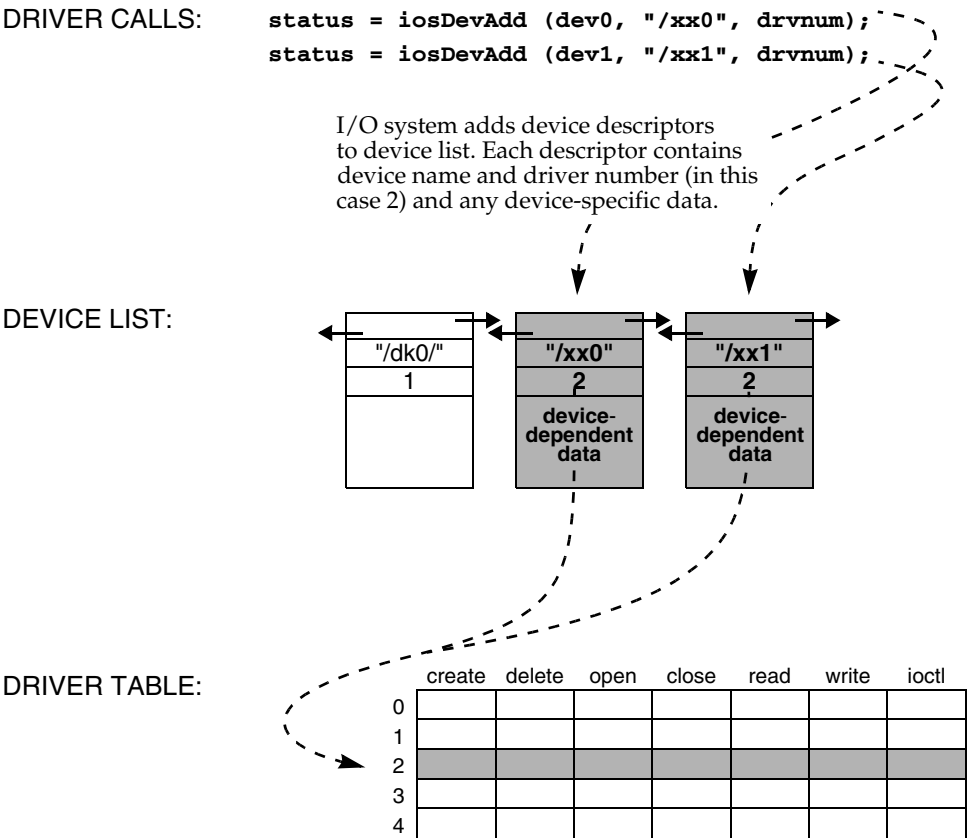 DRIVER CALLS: status = iosDevAdd (dev0, "/xx0", drvnum);
status = iosDevAdd (dev1, "/xx1", drvnum);
I/O system adds device descriptors
to device list. Each descriptor contains
device name and driver number (in this
case 2) and any device-specific data.
DEVICE LIST:
"/dk0/" "/xx0" "/xx1"
1 2 2
device- device-
dependent dependent
data data
DRIVER TABLE: create delete open close read write ioctl
0
1
2
3
4